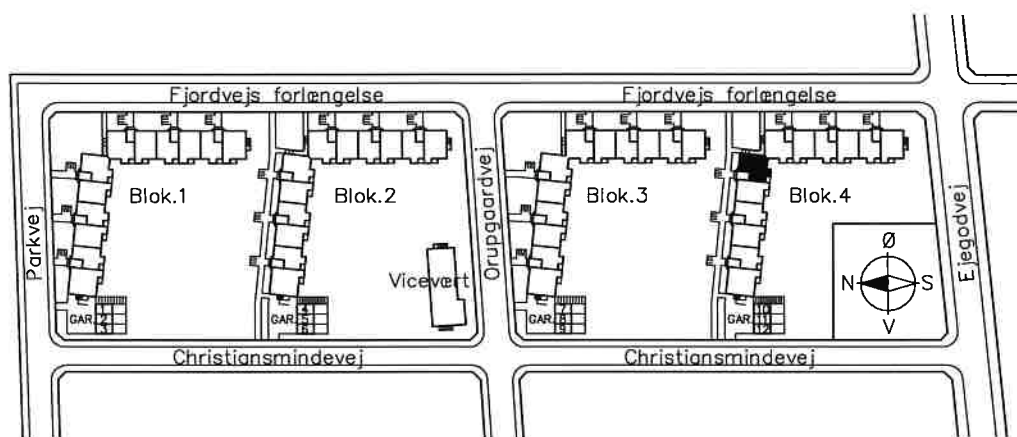 Fjordvejs forlængelse
Fjordvejs forlængelse
Parkvej
Blok.1
Blok.2
Orupgaardvej
Blok.3
Blok.4
Ejegodvej
Vicevært
Ø
N
S
V
GAR.
1
2
3
GAR.
4
5
6
GAR.
7
8
9
GAR.
10
11
12
Christiansmindevej
Christiansmindevej